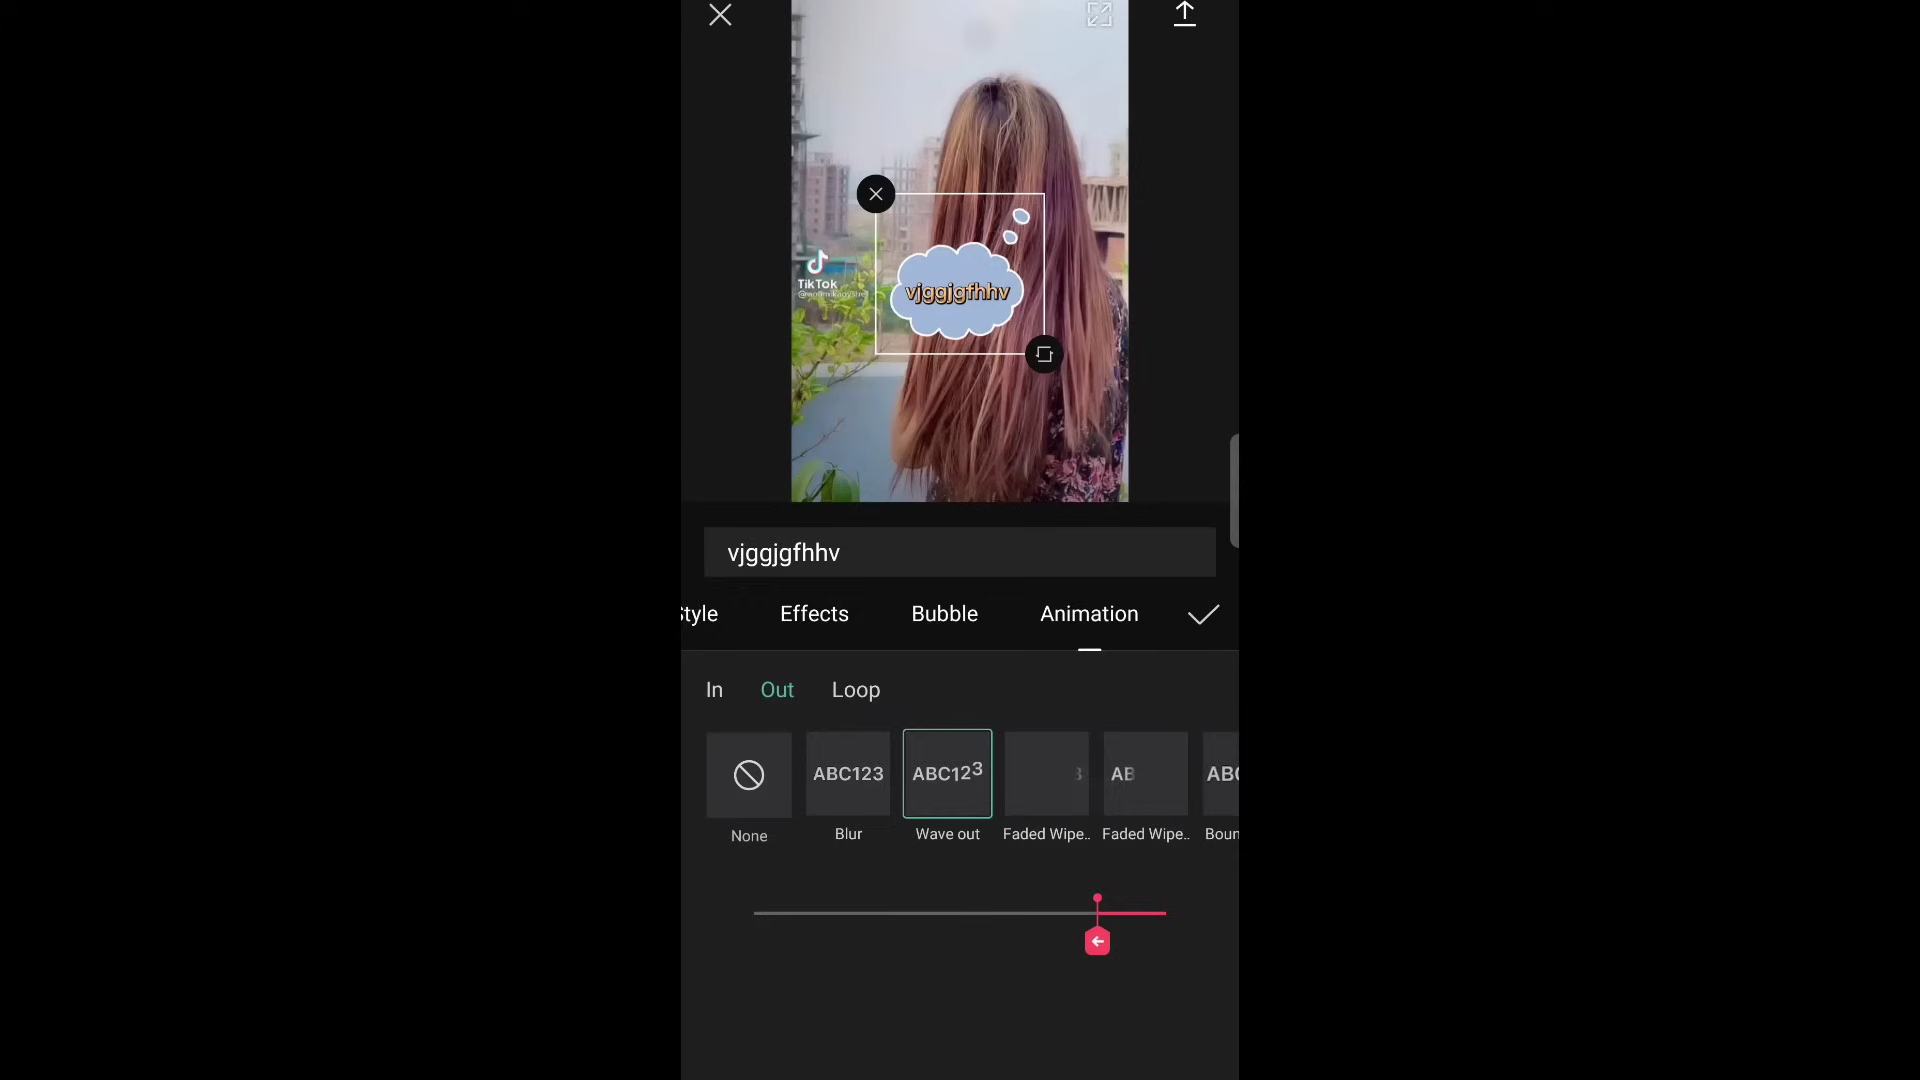 TikTok
vjggjgfhhv
vjggjgfhhv
Style Effects Bubble Animation
In Out Loop
ABC123 ABC123 3 AB ABC
None Blur Wave out Faded Wipe.. Faded Wipe.. Boun